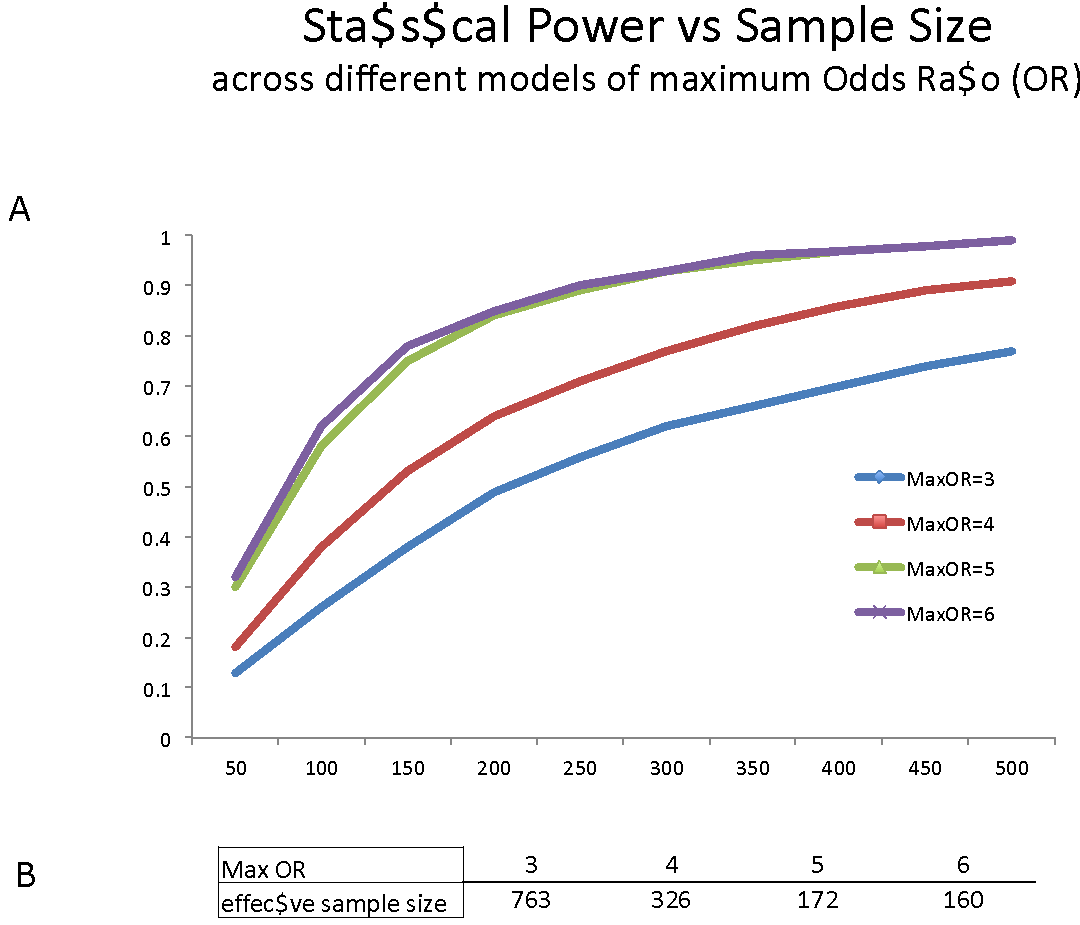 Sta$s$cal Power vs Sample Size
across different models of maximum Odds Ra$o (OR)
A
1
0.9
0.8
0.7
0.6
0.5
0.4
0.3
0.2
0.1
0
MaxOR=3
MaxOR=4
MaxOR=5
MaxOR=6
50 100 150 200 250 300 350 400 450 500
B
Max OR 3 4 5 6
effec$ve sample size 763 326 172 160